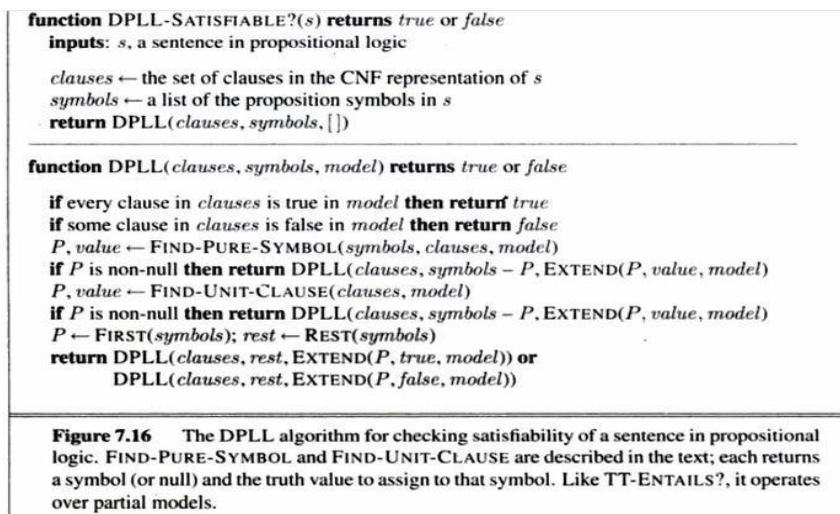 function DPLL-SATISFIABLE?(s) returns true or false
inputs: s, a sentence in propositional logic
clauses ← the set of clauses in the CNF representation of s
symbols ← a list of the proposition symbols in s
return DPLL(clauses, symbols, [ ])
function DPLL(clauses, symbols, model) returns true or false
if every clause in clauses is true in model then return true
if some clause in clauses is false in model then return false
P, value ← FIND-PURE-SYMBOL(symbols, clauses, model)
if P is non-null then return DPLL(clauses, symbols – P, EXTEND(P, value, model)
P, value ← FIND-UNIT-CLAUSE(clauses, model)
if P is non-null then return DPLL(clauses, symbols – P, EXTEND(P, value, model)
P ← FIRST(symbols); rest ← REST(symbols)
return DPLL(clauses, rest, EXTEND(P, true, model)) or
DPLL(clauses, rest, EXTEND(P, false, model))
Figure 7.16 The DPLL algorithm for checking satisfiability of a sentence in propositional
logic. FIND-PURE-SYMBOL and FIND-UNIT-CLAUSE are described in the text; each returns
a symbol (or null) and the truth value to assign to that symbol. Like TT-ENTAILS?, it operates
over partial models.